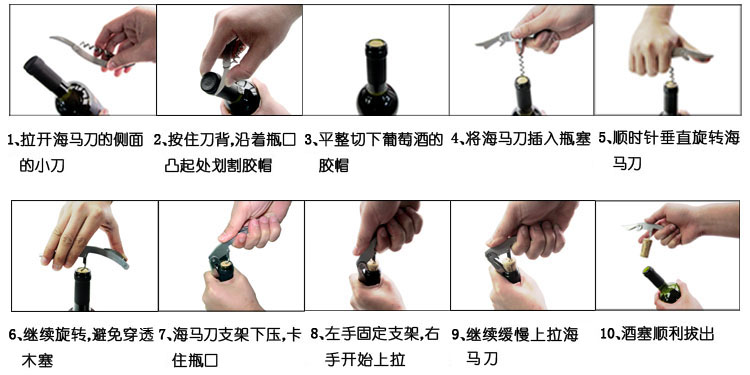 1、拉开海马刀的侧面
的小刀
2、按住刀背,沿着瓶口
凸起处划割胶帽
3、平整切下葡萄酒的
胶帽
4、将海马刀插入瓶塞
5、顺时针垂直旋转海
马刀
6、继续旋转,避免穿透
木塞
7、海马刀支架下压,卡
住瓶口
8、左手固定支架,右
手开始上拉
9、继续缓慢上拉海
马刀
10、酒塞顺利拔出